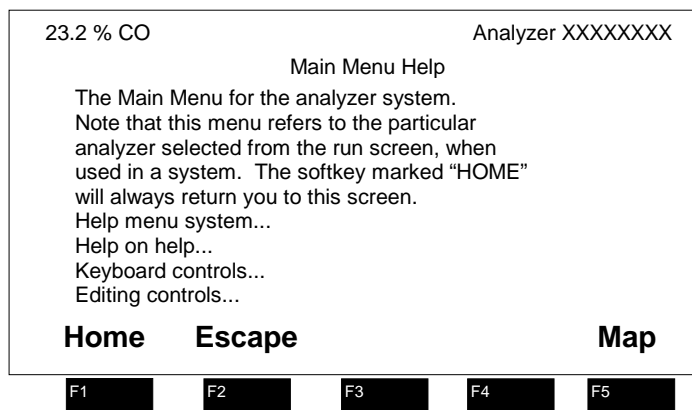 23.2 % CO Analyzer XXXXXXXX
Main Menu Help
The Main Menu for the analyzer system.
Note that this menu refers to the particular
analyzer selected from the run screen, when
used in a system.  The softkey marked “HOME”
will always return you to this screen.
Help menu system...
Help on help...
Keyboard controls...
Editing controls...
Home Escape Map
F1 F2 F3 F4 F5